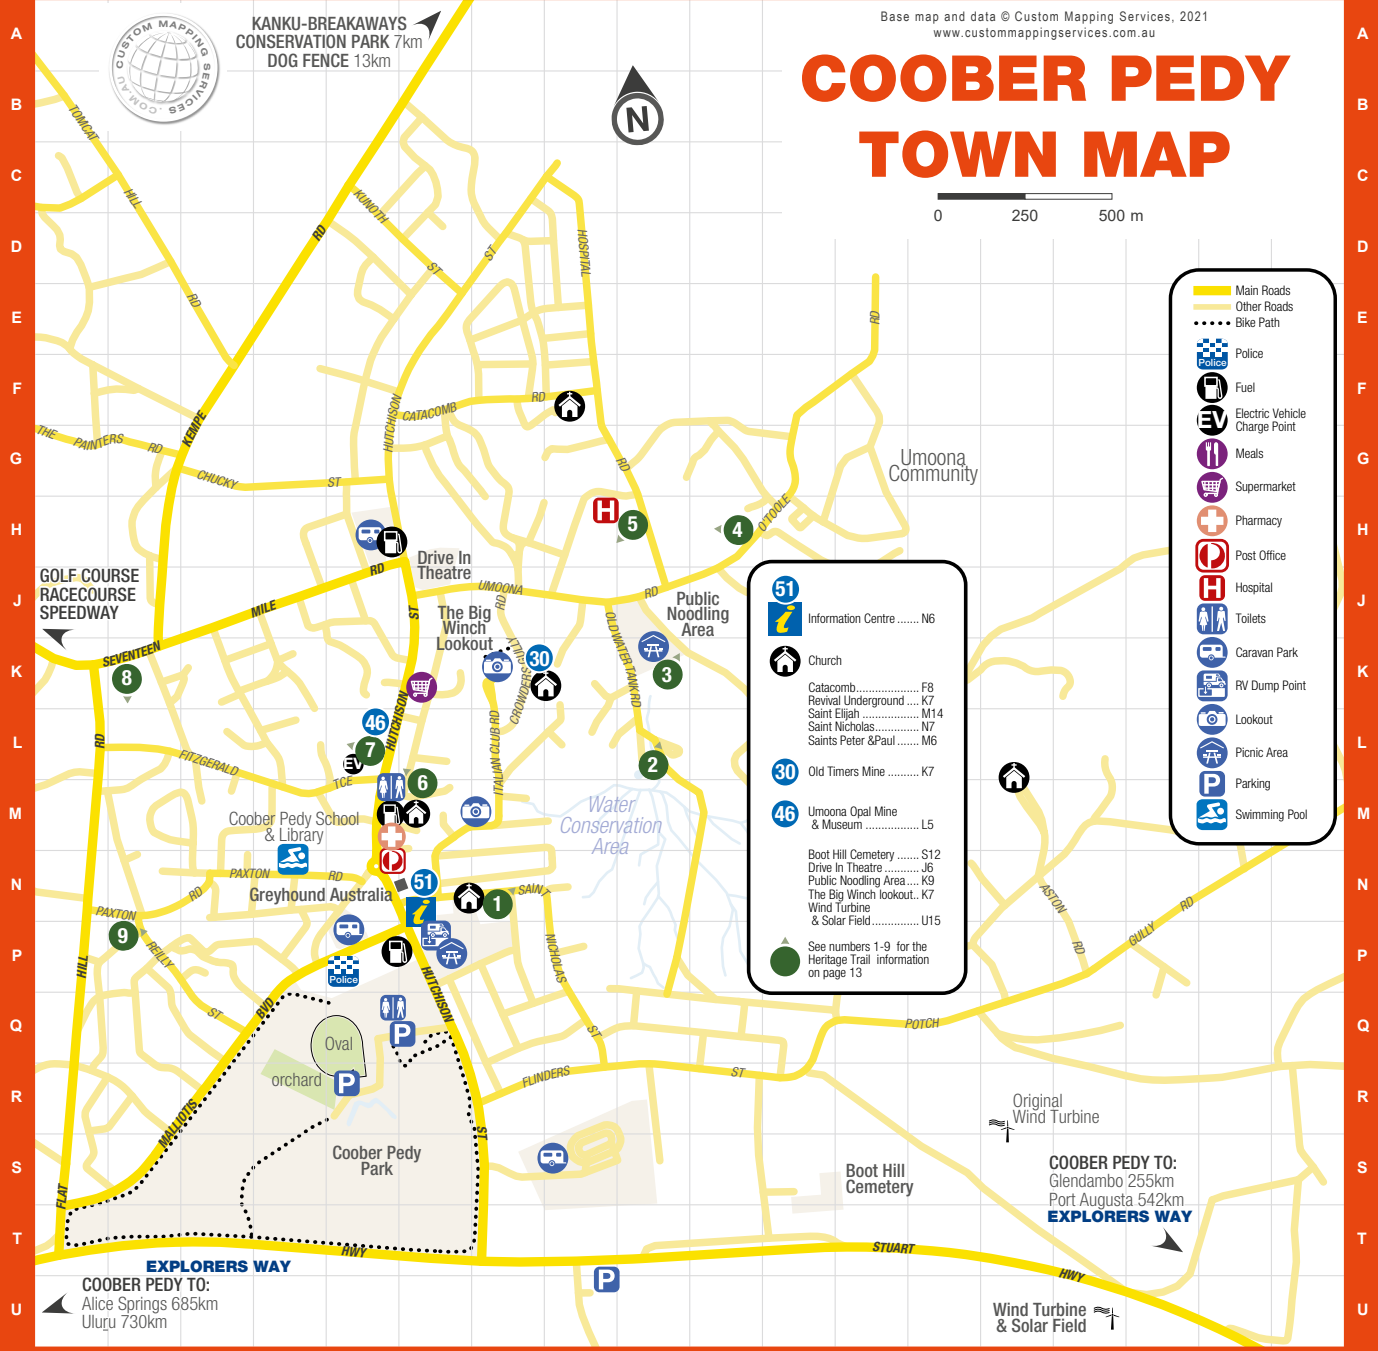 KANKU-BREAKAWAYS
CONSERVATION PARK 7km
DOG FENCE 13km
CUSTOM MAPPING SERVICES .COM.AU
N
Base map and data © Custom Mapping Services, 2021
www.custommappingservices.com.au
COOBER PEDY
TOWN MAP
0 250 500 m
A
B
C
D
E
F
G
H
J
K
L
M
N
P
Q
R
S
T
U
A
B
C
D
E
F
G
H
J
K
L
M
N
P
Q
R
S
T
U
Main Roads
Other Roads
Bike Path
Police
Police
Fuel
EV
Electric Vehicle
Charge Point
Meals
Supermarket
Pharmacy
Post Office
H
Hospital
Toilets
Caravan Park
RV Dump Point
Lookout
Picnic Area
P
Parking
Swimming Pool
TOMCAT
HILL
RD
KUNOTH
ST
RD
ST
HOSPITAL
RD
KEMPE
HUTCHISON
CATACOMB
RD
RD
THE
PAINTERS
RD
CHUCKY
ST
Umoona
Community
H
5
4
O'TOOLE
Drive In
Theatre
RD
MILE
SEVENTEEN
GOLF COURSE
RACECOURSE
SPEEDWAY
UMOONA
RD
RD
ST
The Big
Winch
Lookout
GULLY
CROWDERS
OLD WATER TANK RD
Public
Noodling
Area
3
30
8
46
7
HUTCHISON
EV
ITALIAN CLUB RD
2
RD
FITZGERALD
TCE
6
Coober Pedy School
& Library
Water
Conservation
Area
PAXTON
RD
RD
Greyhound Australia
51
i
1
SAINT
NICHOLAS
ST
PAXTON
9
REILLY
ST
HILL
Police
BVD
HUTCHISON
P
Oval
orchard
P
MALLIOTIS
FLINDERS
ST
ST
Coober Pedy
Park
FLAT
HWY
EXPLORERS WAY
COOBER PEDY TO:
Alice Springs 685km
Uluru 730km
P
51
i
Information Centre ....... N6
Church
Catacomb................... F8
Revival Underground .... K7
Saint Elijah ................. M14
Saint Nicholas............. N7
Saints Peter &Paul ....... M6
30
Old Timers Mine .......... K7
46
Umoona Opal Mine
& Museum ................ L5
Boot Hill Cemetery ....... S12
Drive In Theatre ........... J6
Public Noodling Area.... K9
The Big Winch lookout.. K7
Wind Turbine
& Solar Field.............. U15
See numbers 1-9 for the
Heritage Trail information
on page 13
ASTON
RD
GULLY
RD
POTCH
Original
Wind Turbine
Boot Hill
Cemetery
COOBER PEDY TO:
Glendambo 255km
Port Augusta 542km
EXPLORERS WAY
STUART
HWY
Wind Turbine
& Solar Field